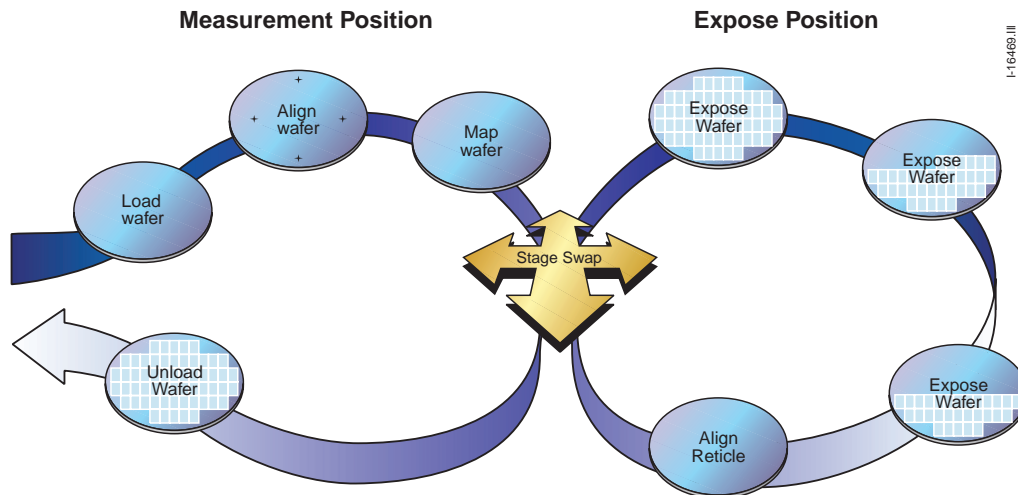 Measurement Position
Expose Position
I-16469.Ill
Align
wafer
Map
wafer
Load
wafer
Expose
Wafer
Expose
Wafer
Stage Swap
Unload
Wafer
Expose
Wafer
Align
Reticle